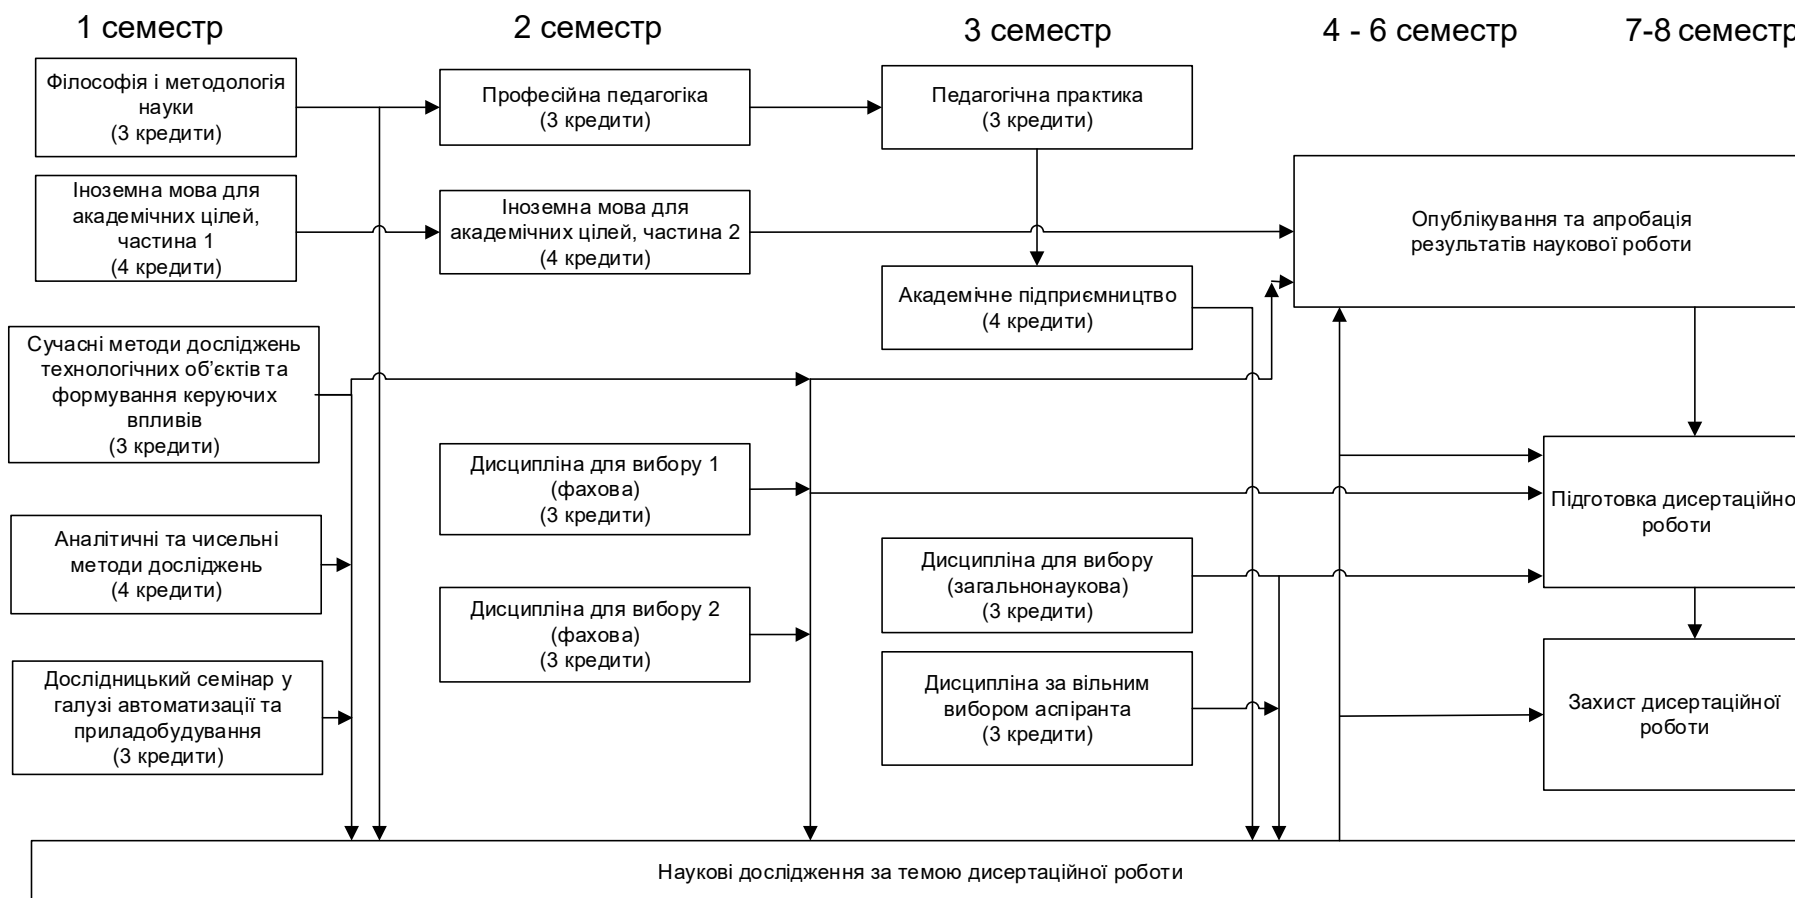 1 семестр
2 семестр
3 семестр
4 - 6 семестр
7-8 семестр
Філософія і методологія
науки
(3 кредити)
Професійна педагогіка
(3 кредити)
Педагогічна практика
(3 кредити)
Іноземна мова для
академічних цілей,
частина 1
(4 кредити)
Іноземна мова для
академічних цілей, частина 2
(4 кредити)
Опублікування та апробація
результатів наукової роботи
Академічне підприємництво
(4 кредити)
Сучасні методи досліджень
технологічних об’єктів та
формування керуючих
впливів
(3 кредити)
Дисципліна для вибору 1
(фахова)
(3 кредити)
Підготовка дисертаційно
роботи
Аналітичні та чисельні
методи досліджень
(4 кредити)
Дисципліна для вибору
(загальнонаукова)
(3 кредити)
Дисципліна для вибору 2
(фахова)
(3 кредити)
Дослідницький семінар у
галузі автоматизації та
приладобудування
(3 кредити)
Дисципліна за вільним
вибором аспіранта
(3 кредити)
Захист дисертаційної
роботи
Наукові дослідження за темою дисертаційної роботи